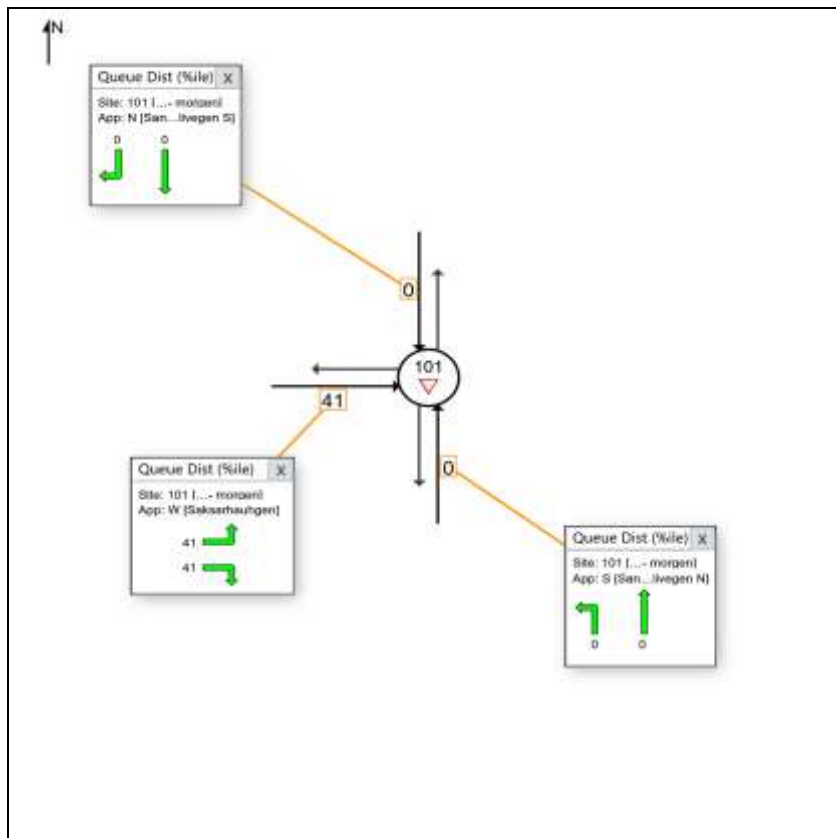 N
Queue Dist (%ile) X
Site: 101 [...- morgen]
App: N [San...livegen S]
0 0
0
101
41
Queue Dist (%ile) X
Site: 101 [...- morgen]
App: W
41
41
0
Queue Dist (%ile) X
Site: 101 [...- morgen]
App: S [San...livegen N]
0 0